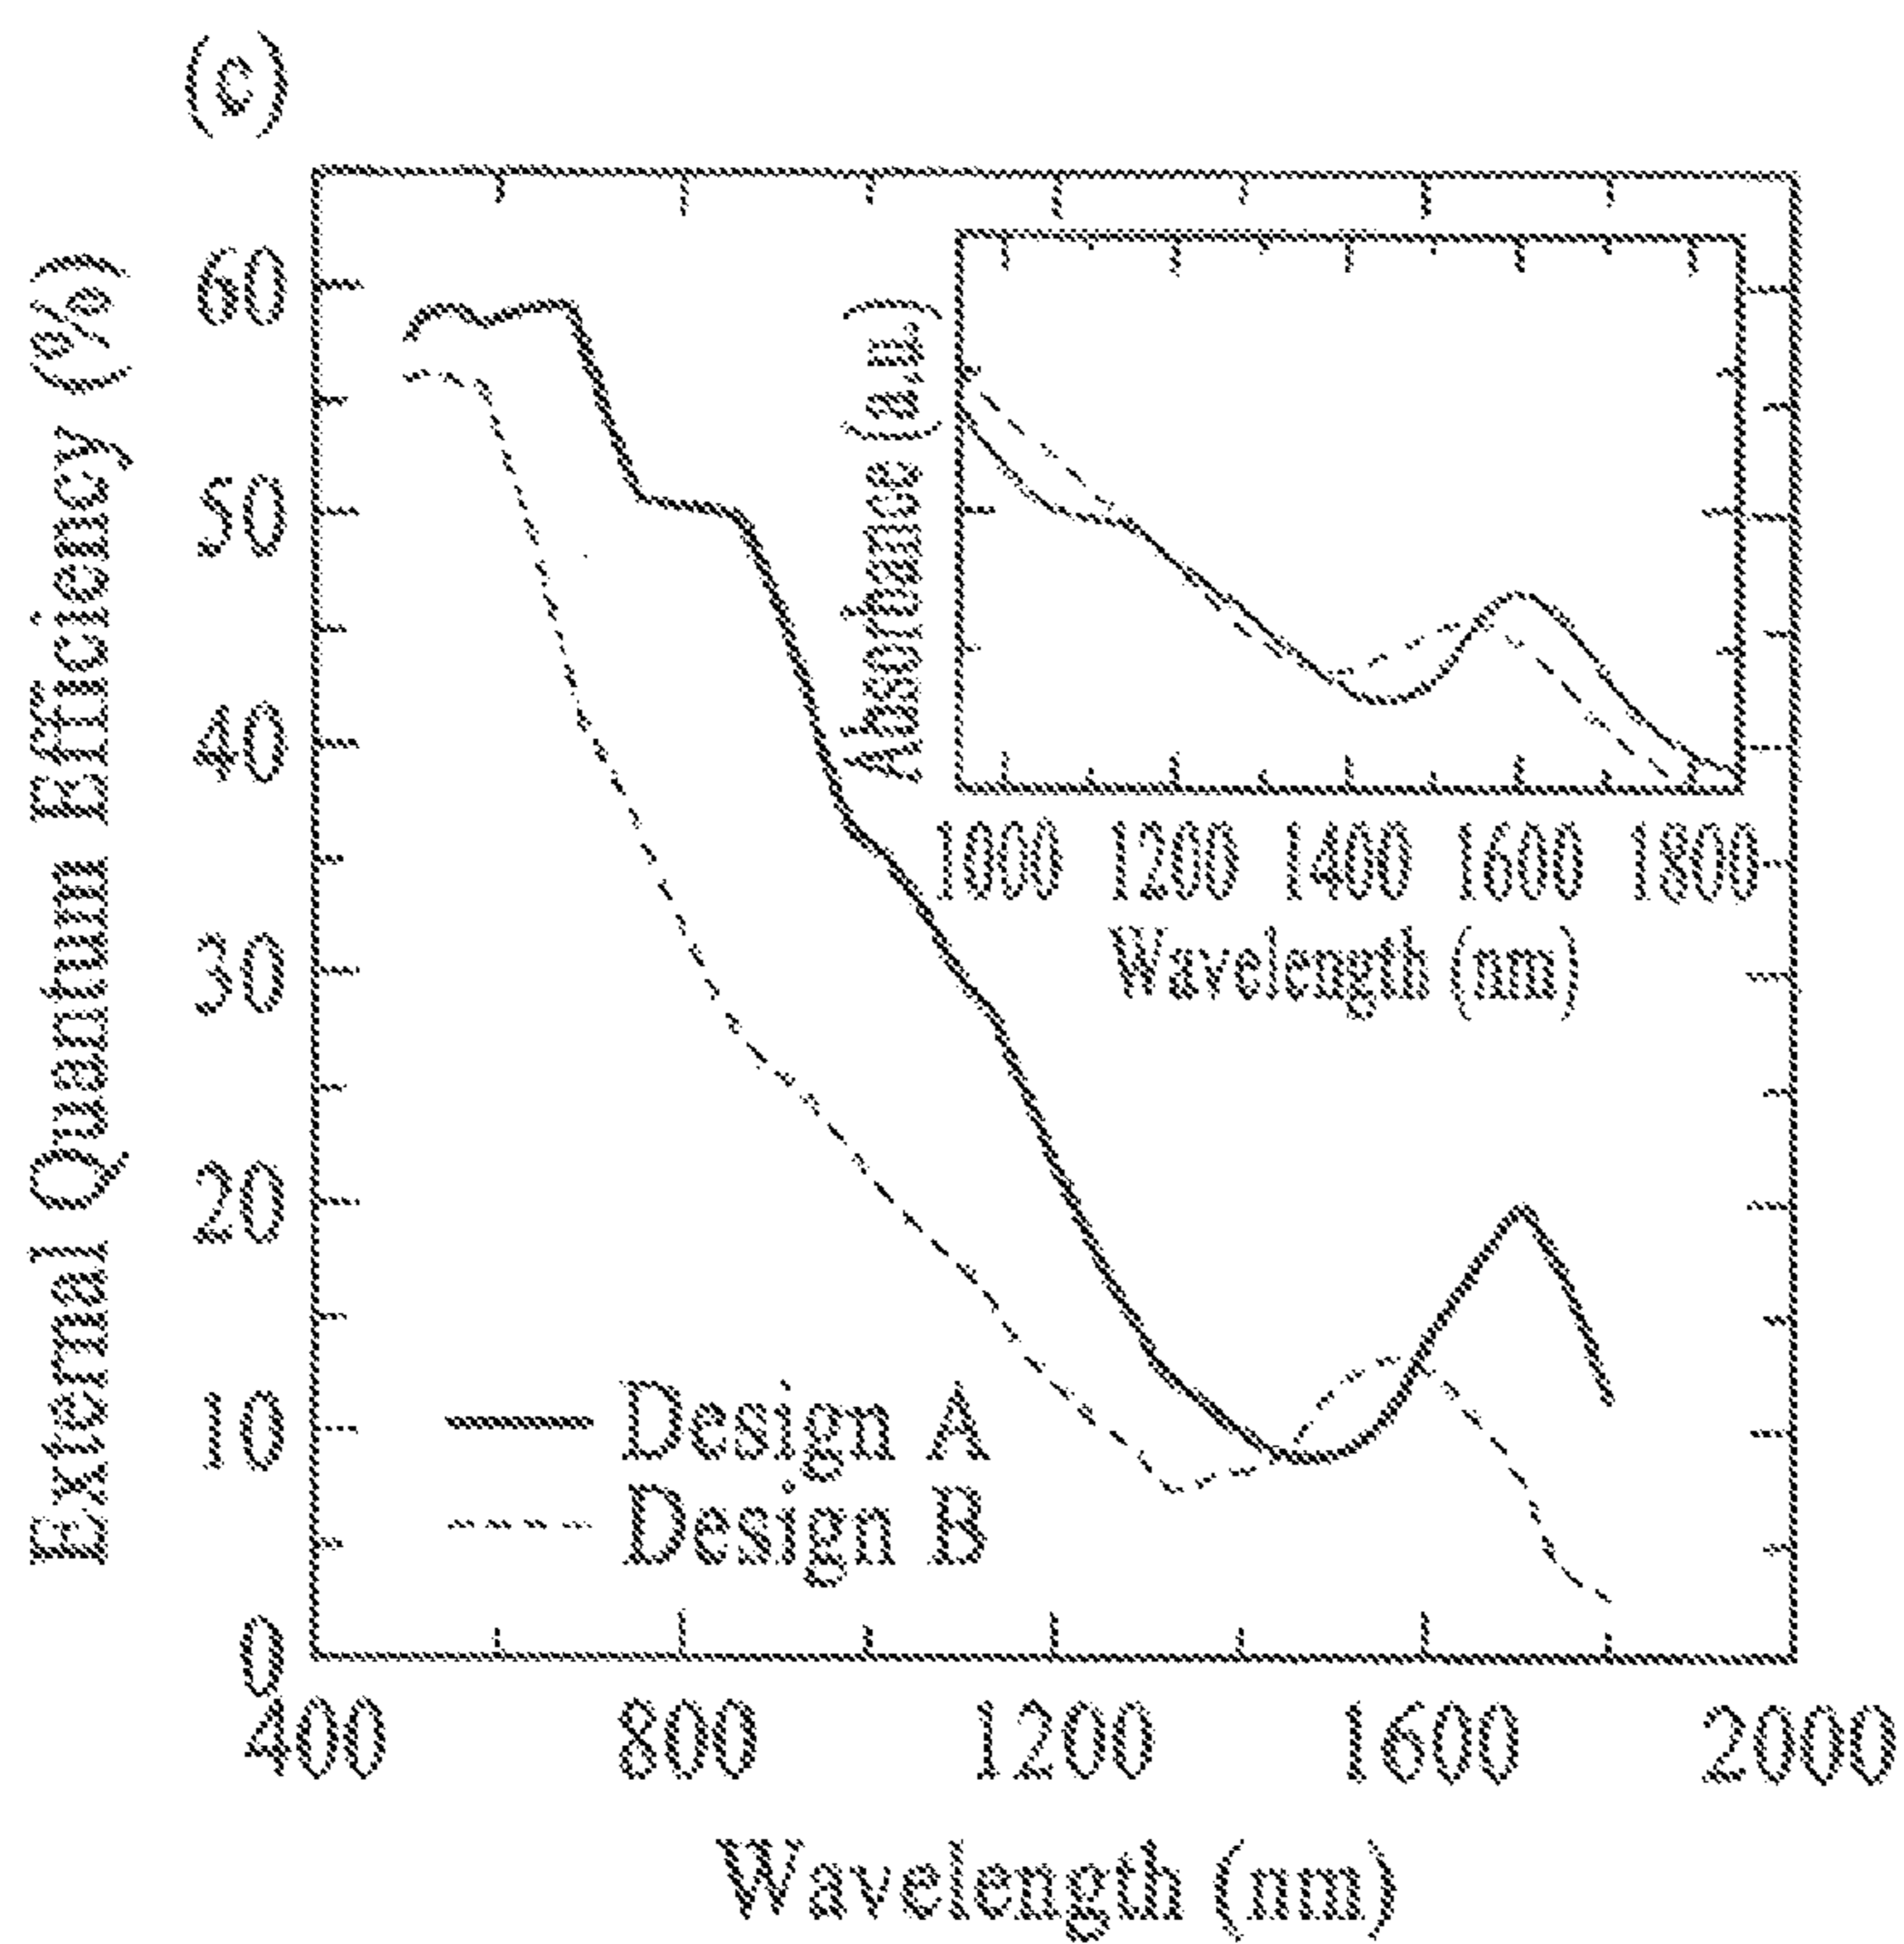 (c)
External Quantum Efficiency (%)
60
50
40
30
20
10
0
400 800 1200 1600 2000
Wavelength (nm)
Design A
Design B
Absorbance (a.u.)
1000 1200 1400 1600 1800
Wavelength (nm)